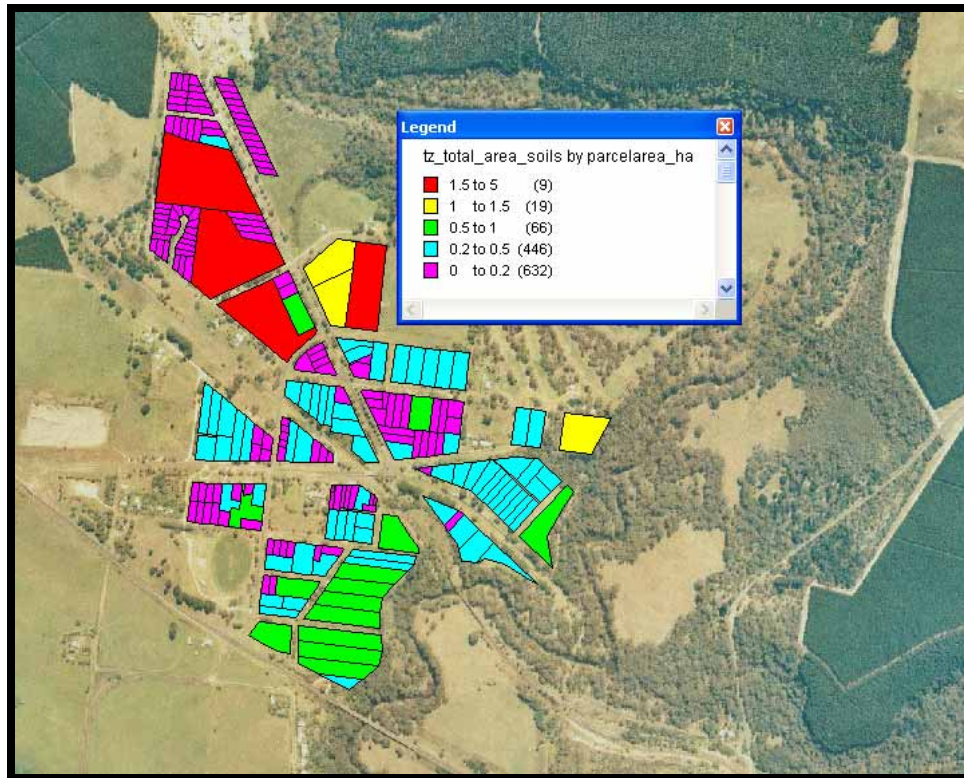 Legend
tz_total_area_soils by parcelarea_ha
1.5 to 5 (9)
1 to 1.5 (19)
0.5 to 1 (66)
0.2 to 0.5 (446)
0 to 0.2 (632)